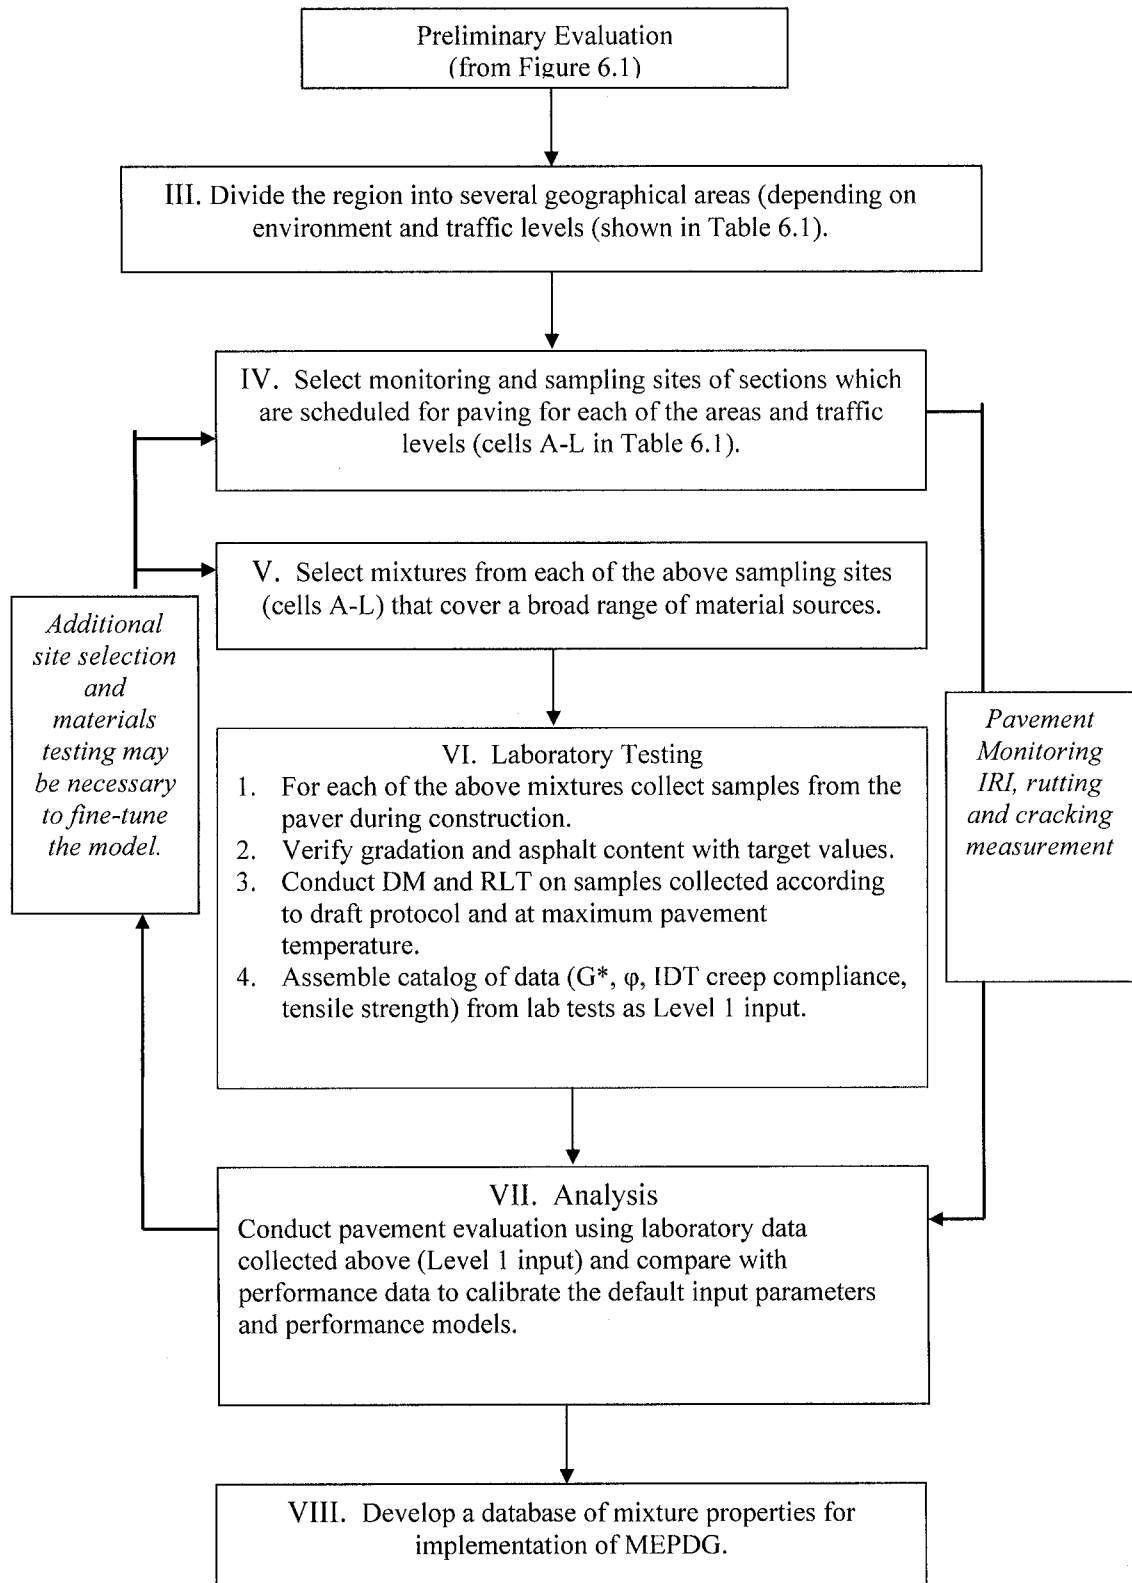 Preliminary Evaluation
(from Figure 6.1)
III. Divide the region into several geographical areas (depending on
environment and traffic levels (shown in Table 6.1).
IV. Select monitoring and sampling sites of sections which
are scheduled for paving for each of the areas and traffic
levels (cells A-L in Table 6.1).
V. Select mixtures from each of the above sampling sites
(cells A-L) that cover a broad range of material sources.
Additional
site selection
and
materials
testing may
be necessary
to fine-tune
the model.
VI. Laboratory Testing
1. For each of the above mixtures collect samples from the
paver during construction.
2. Verify gradation and asphalt content with target values.
3. Conduct DM and RLT on samples collected according
to draft protocol and at maximum pavement
temperature.
4. Assemble catalog of data (G*, φ, IDT creep compliance,
tensile strength) from lab tests as Level 1 input.
Pavement
Monitoring
IRI, rutting
and cracking
measurement
VII. Analysis
Conduct pavement evaluation using laboratory data
collected above (Level 1 input) and compare with
performance data to calibrate the default input parameters
and performance models.
VIII. Develop a database of mixture properties for
implementation of MEPDG.